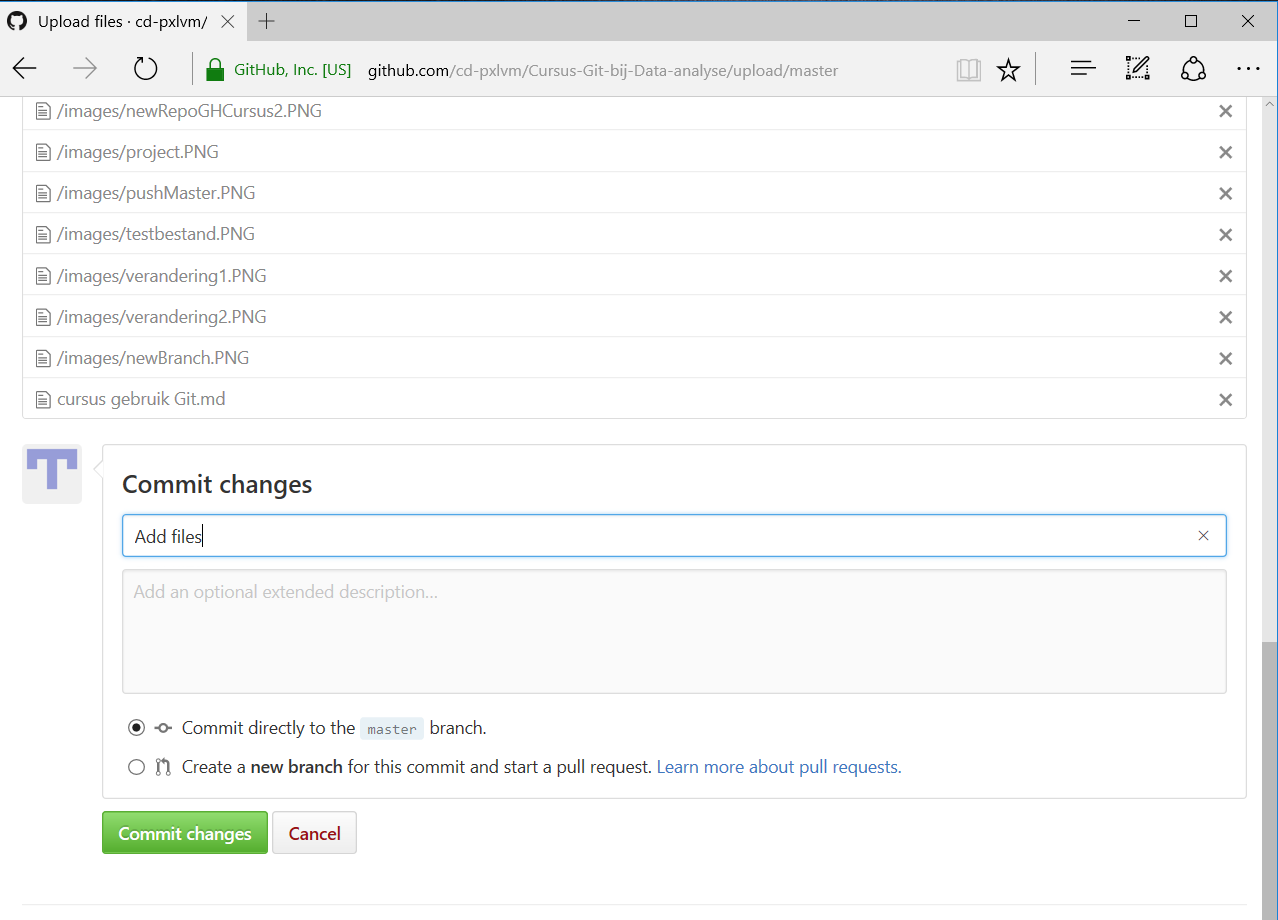 Upload files · cd-pxlvm/
GitHub, Inc. [US] github.com/cd-pxlvm/Cursus-Git-bij-Data-analyse/upload/master
/images/newRepoGHCursus2.PNG
/images/project.PNG
/images/pushMaster.PNG
/images/testbestand.PNG
/images/verandering1.PNG
/images/verandering2.PNG
/images/newBranch.PNG
cursus gebruik Git.md
Commit changes
Add files
Add an optional extended description...
Commit directly to the master branch.
Create a new branch for this commit and start a pull request. Learn more about pull requests.
Commit changes Cancel